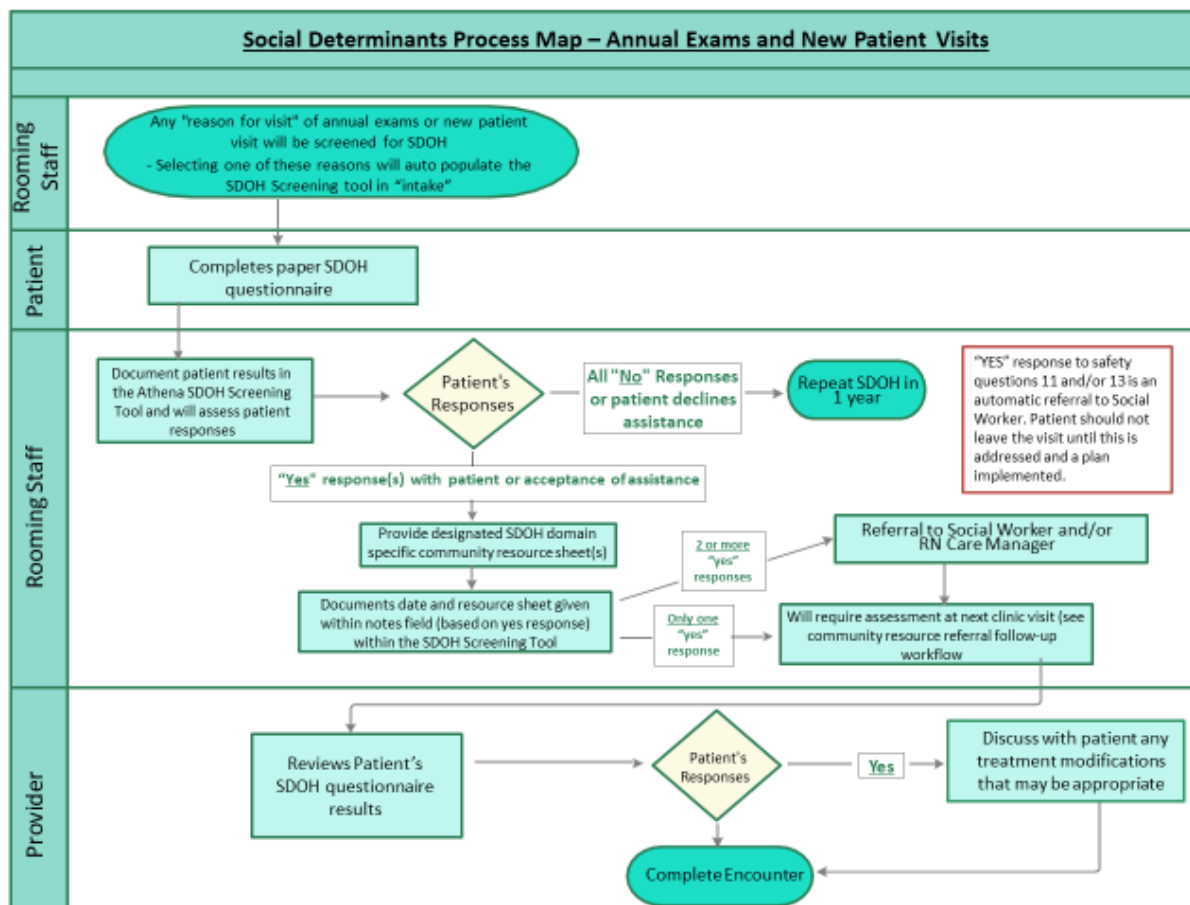 Social Determinants Process Map – Annual Exams and New Patient Visits
Rooming
Staff
Any "reason for visit" of annual exams or new patient
visit will be screened for SDOH
- Selecting one of these reasons will auto populate the
SDOH Screening tool in "intake"
Patient
Completes paper SDOH
questionnaire
Rooming Staff
Document patient results in
the Athena SDOH Screening
Tool and will assess patient
responses
Patient's
Responses
All "No" Responses
or patient declines
assistance
Repeat SDOH in
1 year
"YES" response to safety
questions 11 and/or 13 is an
automatic referral to Social
Worker. Patient should not
leave the visit until this is
addressed and a plan
implemented.
"Yes" response(s) with patient or acceptance of assistance
Provide designated SDOH domain
specific community resource sheet(s)
2 or more
"yes"
responses
Referral to Social Worker and/or
RN Care Manager
Documents date and resource sheet given
within notes field (based on yes response)
within the SDOH Screening Tool
Only one
"yes"
response
Will require assessment at next clinic visit (see
community resource referral follow-up
workflow
Provider
Reviews Patient's
SDOH questionnaire
results
Patient's
Responses
Yes
Discuss with patient any
treatment modifications
that may be appropriate
Complete Encounter